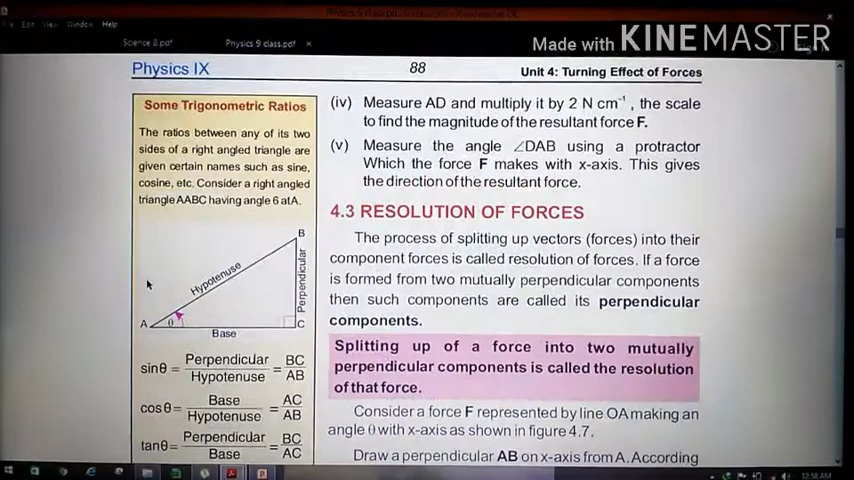 File Edit View Window Help
Science 8.pdf
Physics 9 class.pdf ×
Made with KINEMASTER
Physics IX
88
Unit 4: Turning Effect of Forces
Some Trigonometric Ratios
The ratios between any of its two
sides of a right angled triangle are
given certain names such as sine,
cosine, etc. Consider a right angled
triangle AABC having angle 6 atA.
B
Hypotenuse
Perpendicular
A
θ
C
Base
sinθ = Perpendicular / Hypotenuse = BC / AB
cosθ = Base / Hypotenuse = AC / AB
tanθ = Perpendicular / Base = BC / AC
(iv) Measure AD and multiply it by 2 N cm⁻¹ , the scale
to find the magnitude of the resultant force F.
(v) Measure the angle ∠DAB using a protractor
Which the force F makes with x-axis. This gives
the direction of the resultant force.
4.3 RESOLUTION OF FORCES
The process of splitting up vectors (forces) into their
component forces is called resolution of forces. If a force
is formed from two mutually perpendicular components
then such components are called its perpendicular
components.
Splitting up of a force into two mutually
perpendicular components is called the resolution
of that force.
Consider a force F represented by line OA making an
angle θ with x-axis as shown in figure 4.7.
Draw a perpendicular AB on x-axis from A. According
12:58 AM